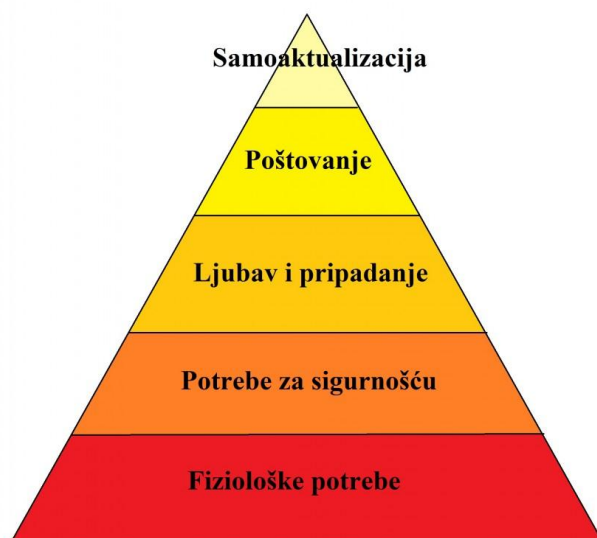 Samoaktualizacija
Poštovanje
Ljubav i pripadanje
Potrebe za sigurnošću
Fiziološke potrebe